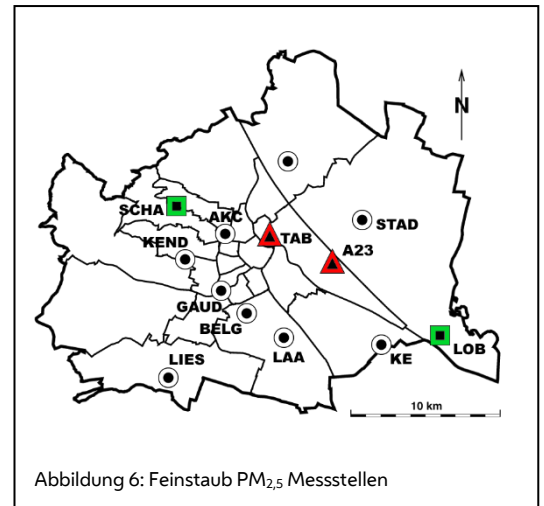 N
SCHA
AKC
STAD
KEND
TAB
A23
GAUD
BELG
LAA
KE
LOB
LIES
10 km
Abbildung 6: Feinstaub PM₂,₅ Messstellen